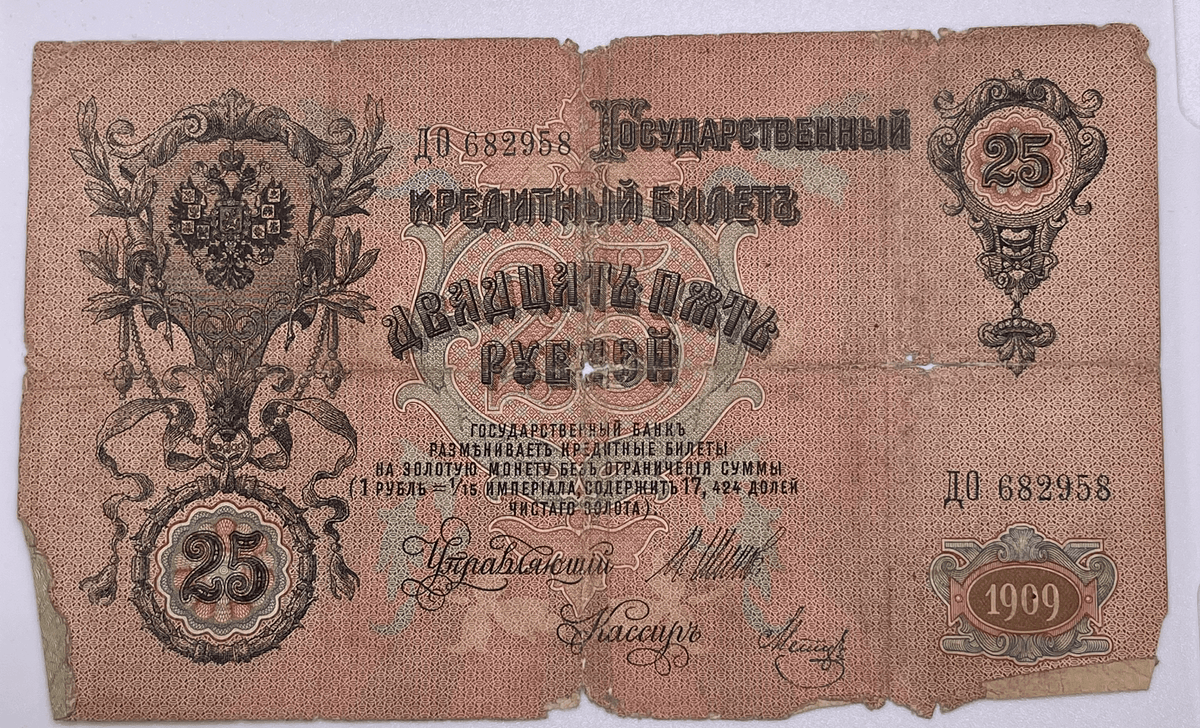 ДО 682958 Государственный
кредитный билетъ
25
25
двадцать пять
рублей
Государственный банкъ
размѣниваетъ кредитные билеты
на золотую монету безъ ограниченія суммы
(1 рубль = 1/15 имперіала, содержитъ 17, 424 долей
чистаго золота).
ДО 682958
Управляющій
25
1909
Кассиръ